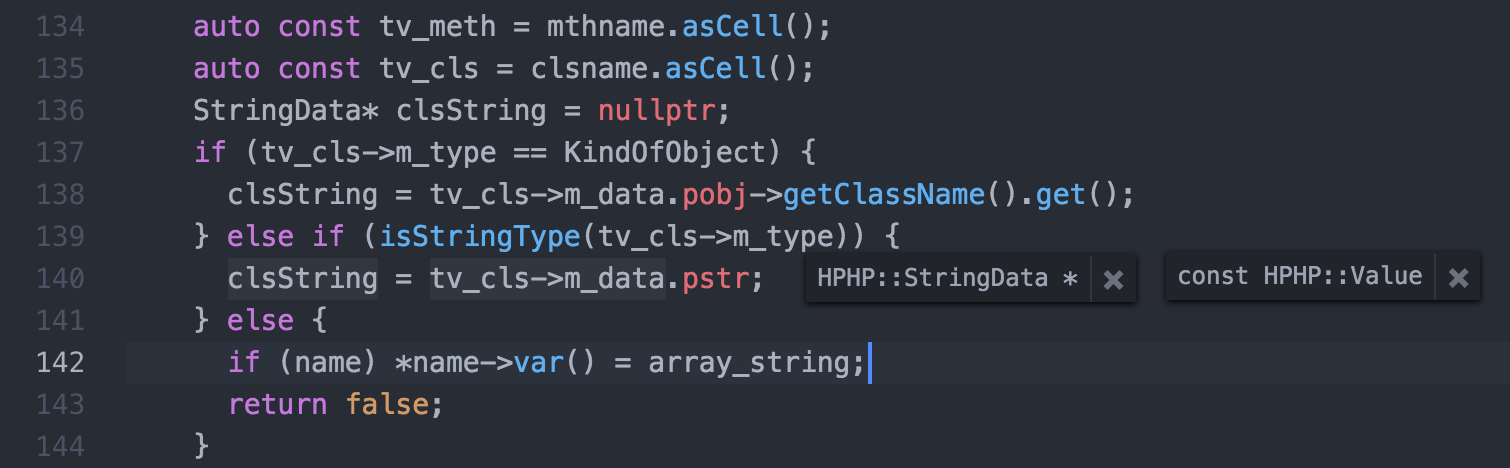 134 auto const tv_meth = mthname.asCell();
135 auto const tv_cls = clsname.asCell();
136 StringData* clsString = nullptr;
137 if (tv_cls->m_type == KindOfObject) {
138 clsString = tv_cls->m_data.pobj->getClassName().get();
139 } else if (isStringType(tv_cls->m_type)) {
140 clsString = tv_cls->m_data.pstr; HPHP::StringData * × const HPHP::Value ×
141 } else {
142 if (name) *name->var() = array_string;
143 return false;
144 }